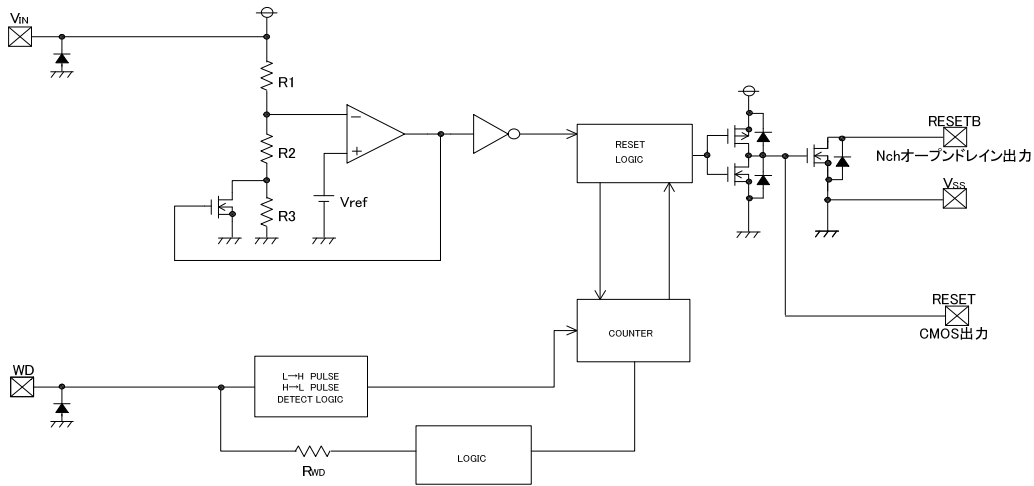 VIN
R1
R2
R3
−
+
Vref
RESET
LOGIC
RESETB
Nchオープンドレイン出力
VSS
RESET
CMOS出力
COUNTER
WD
L→H PULSE
H→L PULSE
DETECT LOGIC
RWD
LOGIC